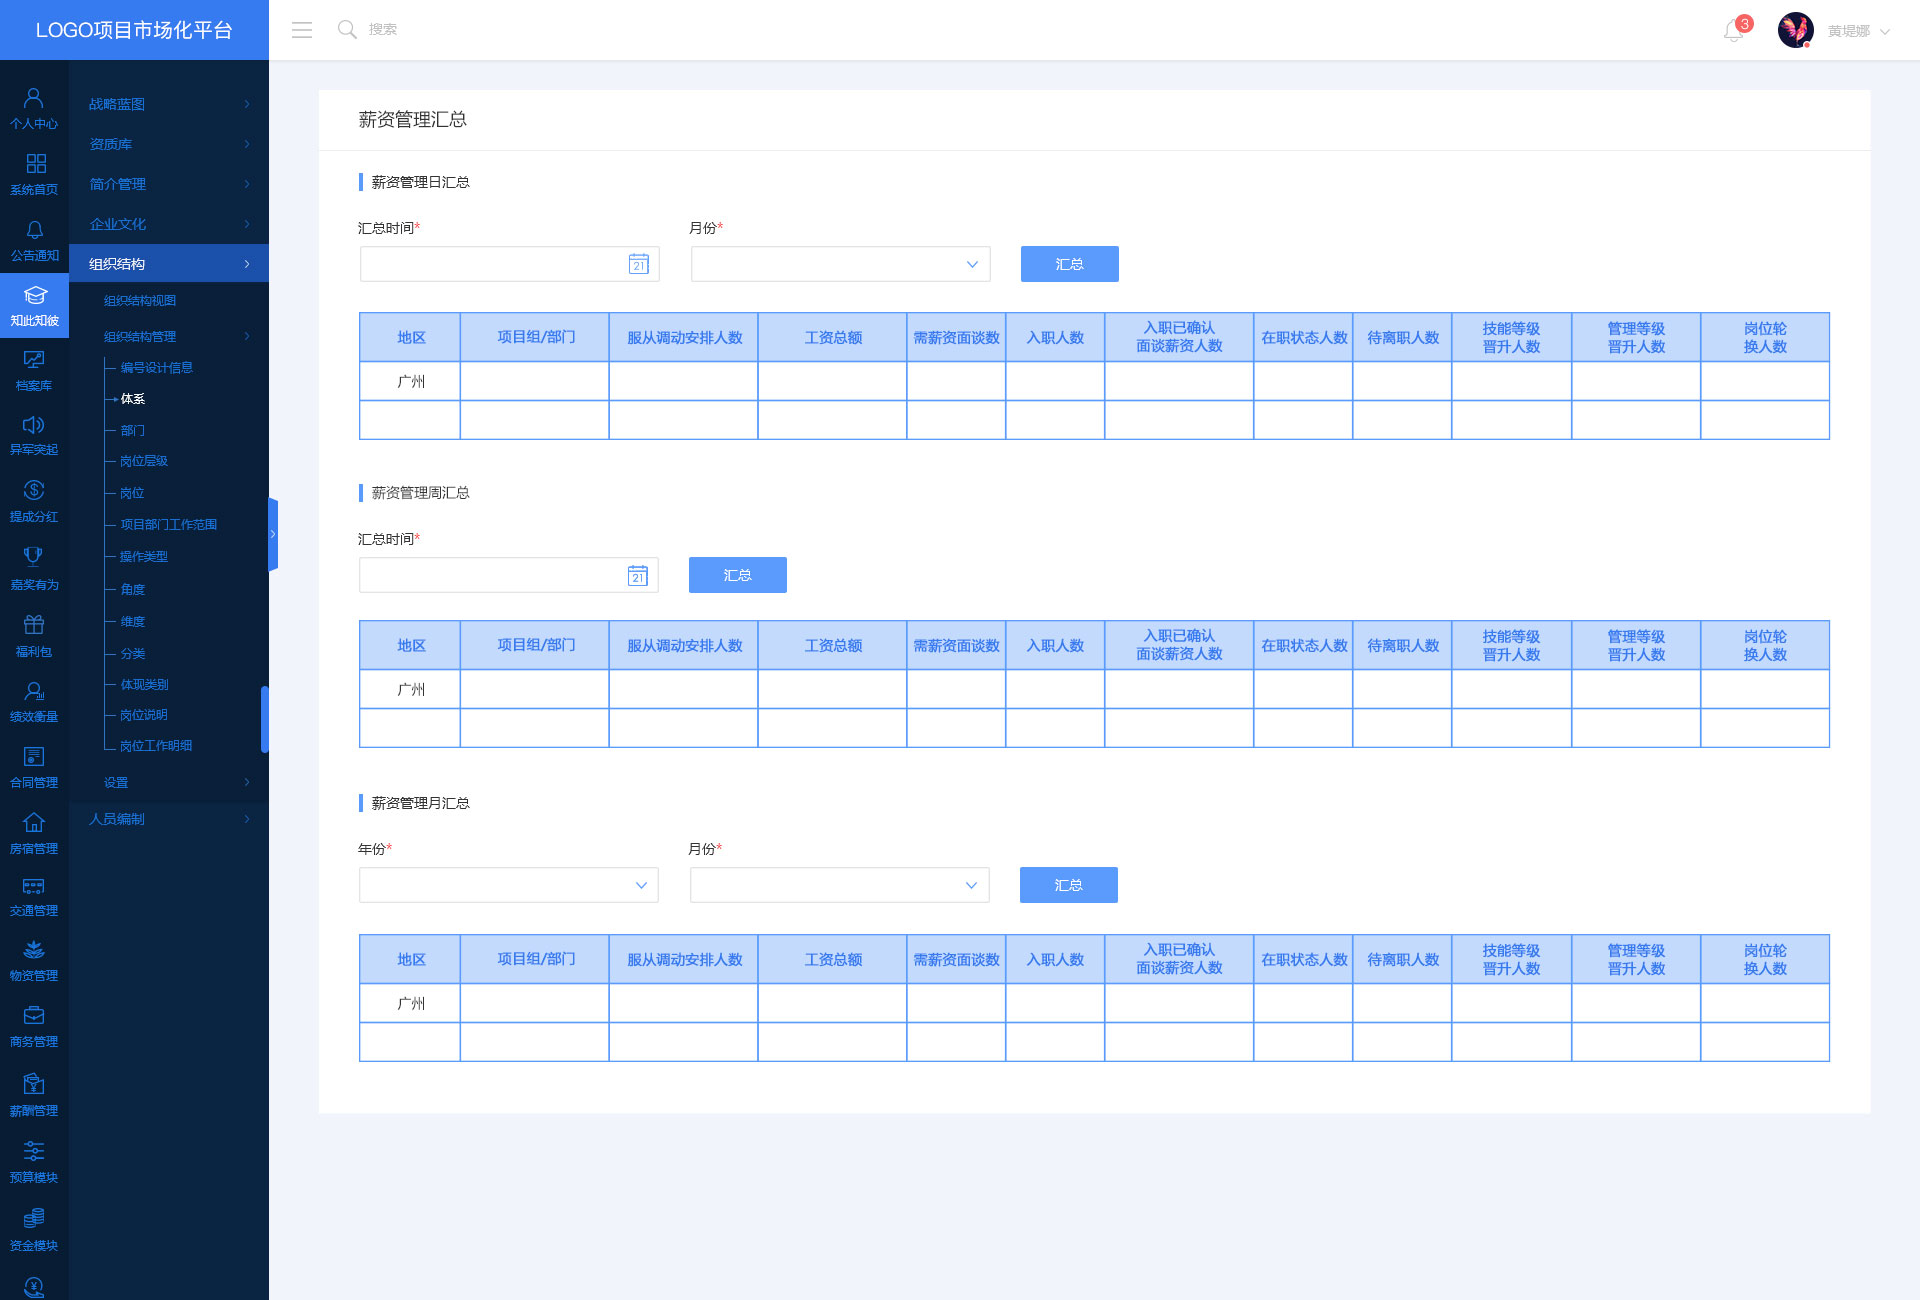 LOGO项目市场化平台
搜索
3
黄堤娜
个人中心
系统首页
公告通知
知此知彼
档案库
异军突起
提成分红
嘉奖有为
福利包
绩效衡量
合同管理
房宿管理
交通管理
物资管理
商务管理
薪酬管理
预算模块
资金模块
战略蓝图
资质库
简介管理
企业文化
组织结构
组织结构视图
组织结构管理
编号设计信息
体系
部门
岗位层级
岗位
项目部门工作范围
操作类型
角度
维度
分类
体现类别
岗位说明
岗位工作明细
设置
人员编制
薪资管理汇总
薪资管理日汇总
汇总时间* 月份*
21 汇总
地区 项目组/部门 服从调动安排人数 工资总额 需薪资面谈数 入职人数 入职已确认 在职状态人数 待离职人数 技能等级 管理等级 岗位轮
面谈薪资人数 晋升人数 晋升人数 换人数
广州
薪资管理周汇总
汇总时间*
21 汇总
地区 项目组/部门 服从调动安排人数 工资总额 需薪资面谈数 入职人数 入职已确认 在职状态人数 待离职人数 技能等级 管理等级 岗位轮
面谈薪资人数 晋升人数 晋升人数 换人数
广州
薪资管理月汇总
年份* 月份*
汇总
地区 项目组/部门 服从调动安排人数 工资总额 需薪资面谈数 入职人数 入职已确认 在职状态人数 待离职人数 技能等级 管理等级 岗位轮
面谈薪资人数 晋升人数 晋升人数 换人数
广州